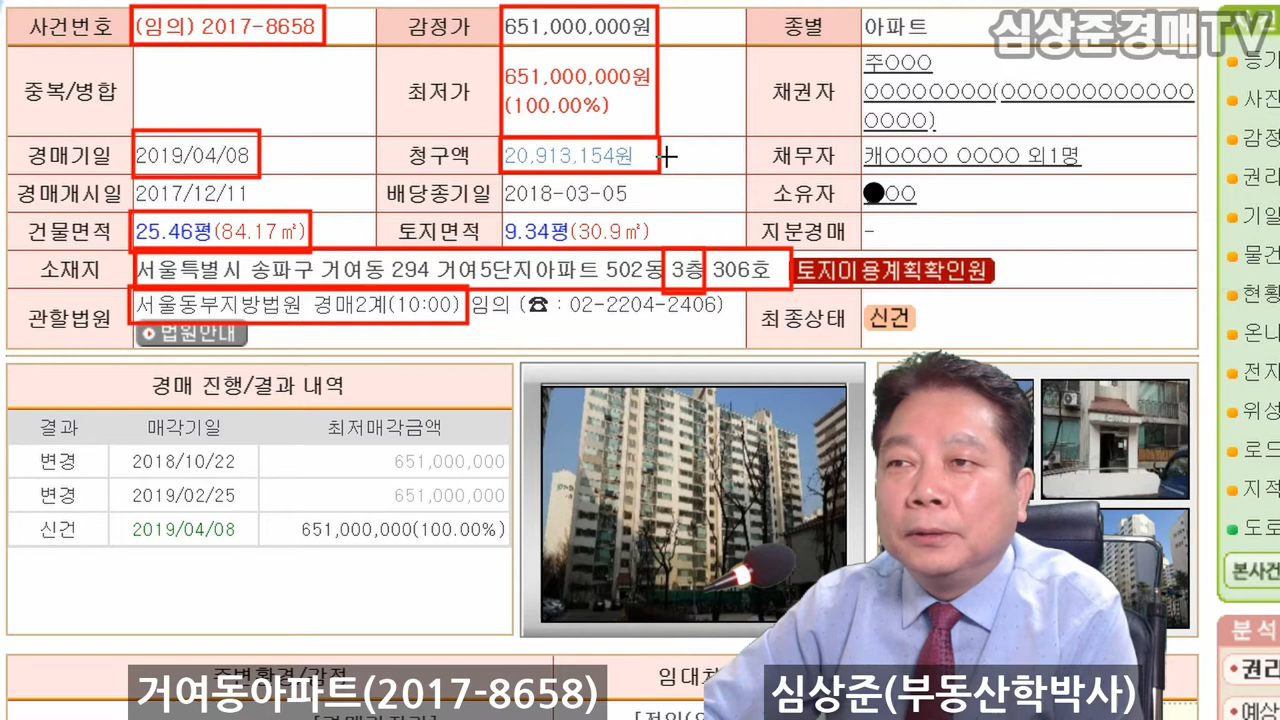 사건번호 (임의) 2017-8658 감정가 651,000,000원 종별 아파트
심상준경매TV
중복/병합 최저가 651,000,000원
(100.00%)
채권자 주○○○
○○○○○○○○(○○○○○○○○○○○○
○○○○)
경매기일 2019/04/08 청구액 20,913,154원 채무자 캐○○○○ ○○○○ 외1명
경매개시일 2017/12/11 배당종기일 2018-03-05 소유자 ●○○
건물면적 25.46평(84.17㎡) 토지면적 9.34평(30.9㎡) 지분경매 -
소재지 서울특별시 송파구 거여동 294 거여5단지아파트 502동 3층 306호 토지이용계획확인원
관할법원 서울동부지방법원 경매2계(10:00) 임의 (☎ : 02-2204-2406) 최종상태 신건
법원안내
경매 진행/결과 내역
결과 매각기일 최저매각금액
변경 2018/10/22 651,000,000
변경 2019/02/25 651,000,000
신건 2019/04/08 651,000,000(100.00%)
등기
사진
감정
권리
기일
물건
현황
온나
전자
위성
로드
지적
도로
본사건
분석
권리
예상
임대차
거여동아파트(2017-8658)
심상준(부동산학박사)